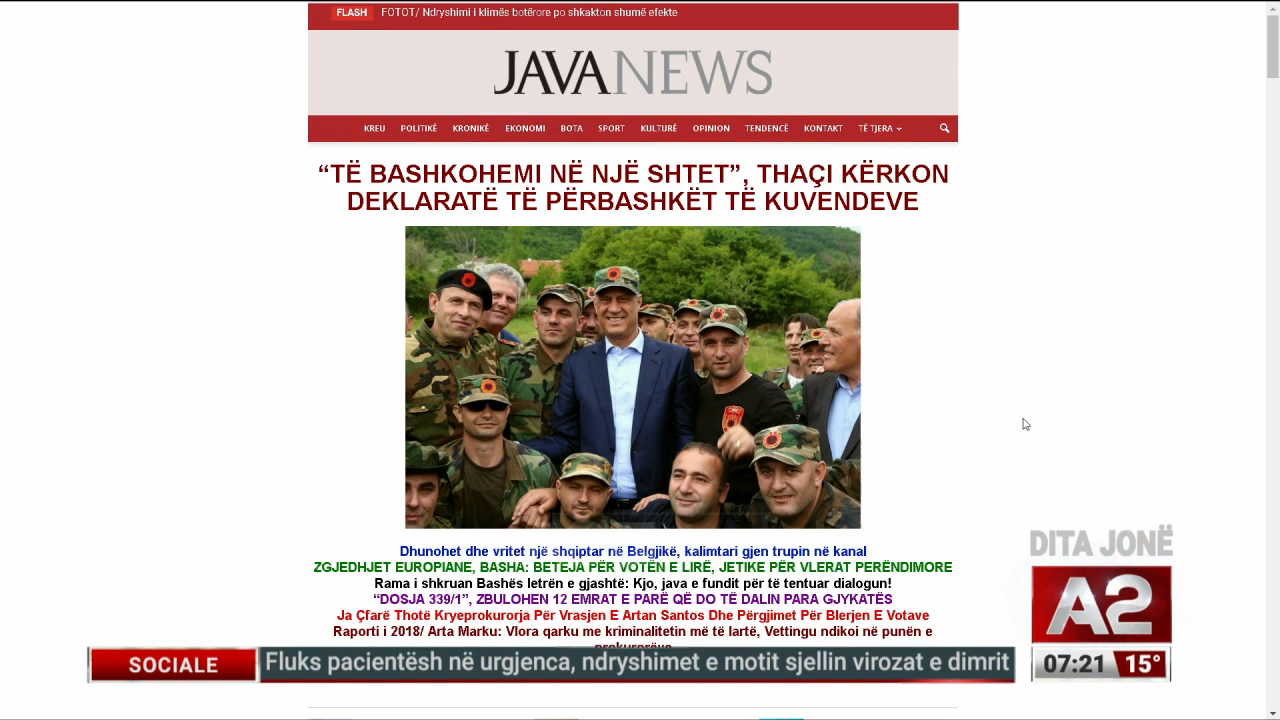 FLASH FOTOT/ Ndryshimi i klimës botërore po shkakton shumë efekte
JAVANEWS
KREU POLITIKË KRONIKË EKONOMI BOTA SPORT KULTURË OPINION TENDENCË KONTAKT TË TJERA
“TË BASHKOHEMI NË NJË SHTET”, THAÇI KËRKON
DEKLARATË TË PËRBASHKËT TË KUVENDEVE
Dhunohet dhe vritet një shqiptar në Belgjikë, kalimtari gjen trupin në kanal
ZGJEDHJET EUROPIANE, BASHA: BETEJA PËR VOTËN E LIRË, JETIKE PËR VLERAT PERËNDIMORE
Rama i shkruan Bashës letrën e gjashtë: Kjo, java e fundit për të tentuar dialogun!
“DOSJA 339/1”, ZBULOHEN 12 EMRAT E PARË QË DO TË DALIN PARA GJYKATËS
Ja Çfarë Thotë Kryeprokurorja Për Vrasjen E Artan Santos Dhe Përgjimet Për Blerjen E Votave
Raporti i 2018/ Arta Marku: Vlora qarku me kriminalitetin më të lartë, Vettingu ndikoi në punën e
DITA JONË
A2
SOCIALE Fluks pacientësh në urgjenca, ndryshimet e motit sjellin virozat e dimrit
07:21 15°